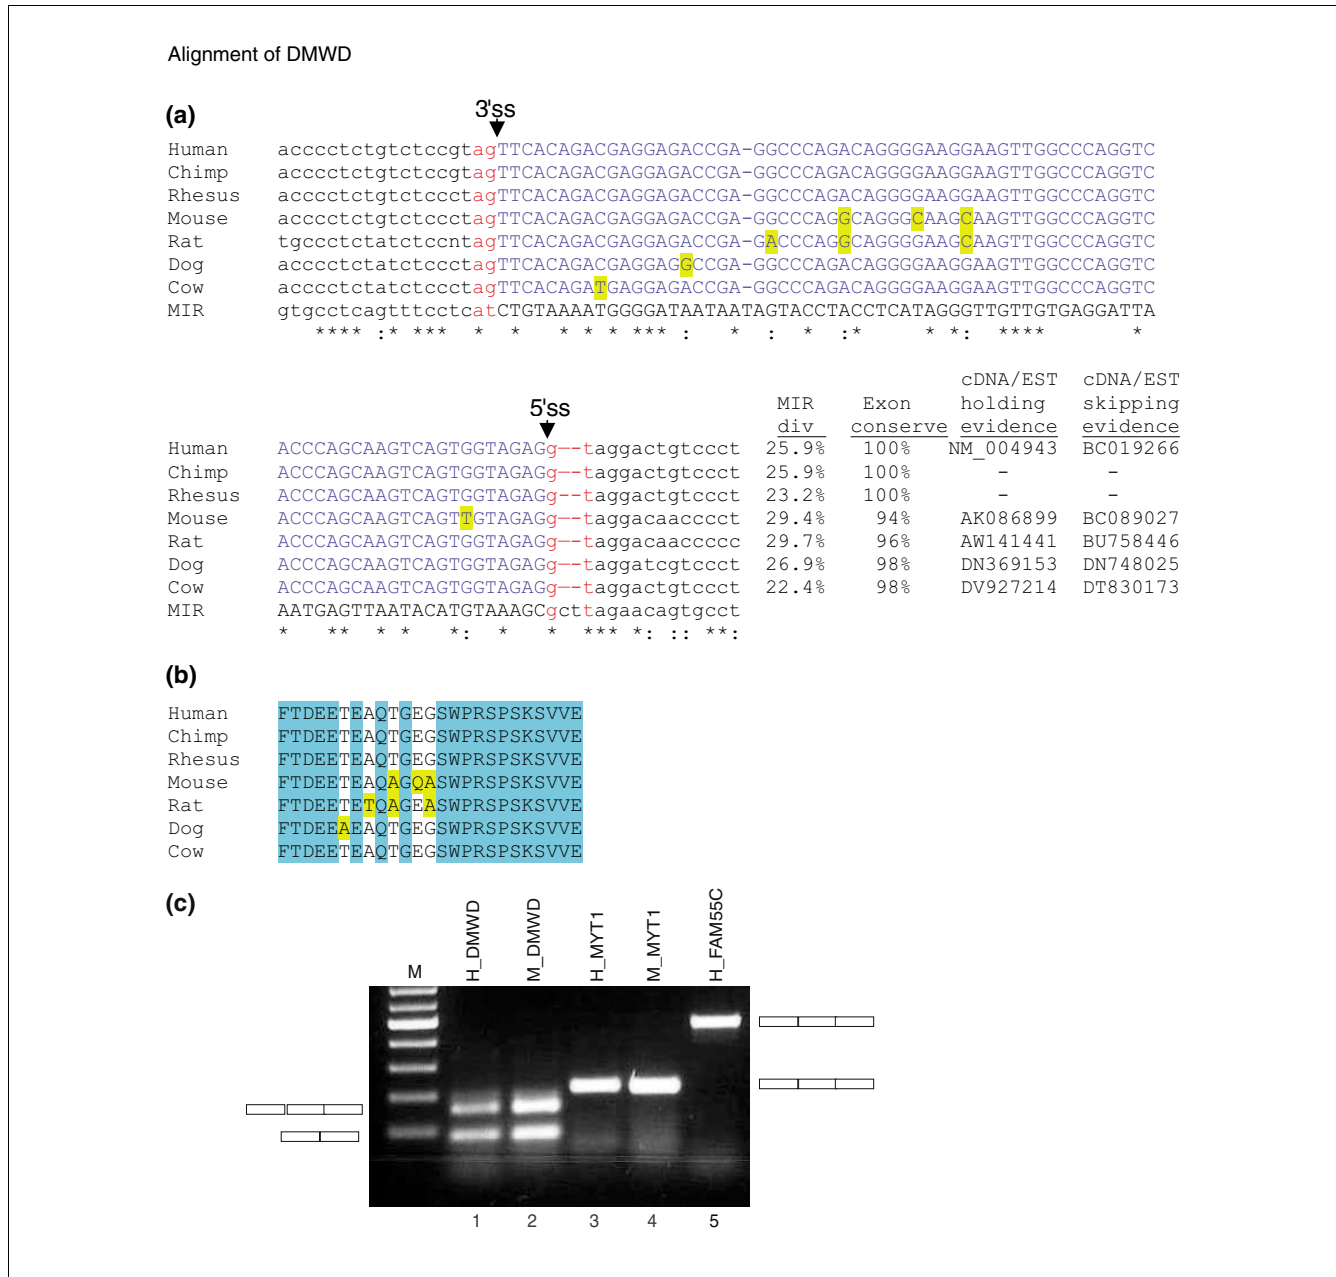 Alignment of DMWD
(a)
3'ss
Human acccctctgtctccgtagTTCACAGACGAGGAGACCGA-GGCCCAGACAGGGGAAGGAAGTTGGCCCAGGTC
Chimp acccctctgtctccgtagTTCACAGACGAGGAGACCGA-GGCCCAGACAGGGGAAGGAAGTTGGCCCAGGTC
Rhesus acccctctgtctccctagTTCACAGACGAGGAGACCGA-GGCCCAGACAGGGGAAGGAAGTTGGCCCAGGTC
Mouse acccctctgtctccctagTTCACAGACGAGGAGACCGA-GGCCCAGGCAGGGCAAGCAAGTTGGCCCAGGTC
Rat tgccctctatctccntagTTCACAGACGAGGAGACCGA-GACCCAGGCAGGGGAAGCAAGTTGGCCCAGGTC
Dog acccctctatctccctagTTCACAGACGAGGAGGCCGA-GGCCCAGACAGGGGAAGGAAGTTGGCCCAGGTC
Cow acccctctgtctccctagTTCACAGATGAGGAGACCGA-GGCCCAGACAGGGGAAGGAAGTTGGCCCAGGTC
MIR gtgcctcagtttcctcatCTGTAAAATGGGGATAATAATAGTACCTACCTCATAGGGTTGTTGTGAGGATTA
**** :* *** * * * * * *** : * : :* * : **** *
5'ss
MIR div Exon conserve cDNA/EST holding evidence cDNA/EST skipping evidence
Human ACCCAGCAAGTCAGTGGTAGAGg--taggactgtccct 25.9% 100% NM_004943 BC019266
Chimp ACCCAGCAAGTCAGTGGTAGAGg--taggactgtccct 25.9% 100% - -
Rhesus ACCCAGCAAGTCAGTGGTAGAGg--taggactgtccct 23.2% 100% - -
Mouse ACCCAGCAAGTCAGTTGTAGAGg--taggacaacccct 29.4% 94% AK086899 BC089027
Rat ACCCAGCAAGTCAGTGGTAGAGg--taggacaaccccc 29.7% 96% AW141441 BU758446
Dog ACCCAGCAAGTCAGTGGTAGAGg--taggatcgtccct 26.9% 98% DN369153 DN748025
Cow ACCCAGCAAGTCAGTGGTAGAGg--taggactgtccct 22.4% 98% DV927214 DT830173
MIR AATGAGTTAATACATGTAAAGCgcttagaacagtgcct
* ** * * *: * * *** *: :: **:
(b)
Human FTDEETEAQTGEGSWPRSPSKSVVE
Chimp FTDEETEAQTGEGSWPRSPSKSVVE
Rhesus FTDEETEAQTGEGSWPRSPSKSVVE
Mouse FTDEETEAQAGQASWPRSPSKSVVE
Rat FTDEETETQAGEASWPRSPSKSVVE
Dog FTDEEAEAQTGEGSWPRSPSKSVVE
Cow FTDEETEAQTGEGSWPRSPSKSVVE
(c)
M H_DMWD M_DMWD H_MYT1 M_MYT1 H_FAM55C
1 2 3 4 5